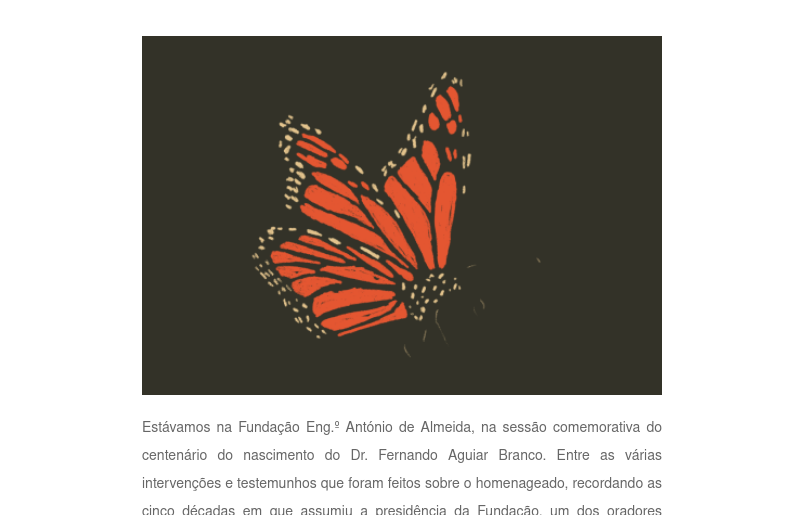 Estávamos na Fundação Eng.º António de Almeida, na sessão comemorativa do
centenário do nascimento do Dr. Fernando Aguiar Branco. Entre as várias
intervenções e testemunhos que foram feitos sobre o homenageado, recordando as
cinco décadas em que assumiu a presidência da Fundação, um dos oradores